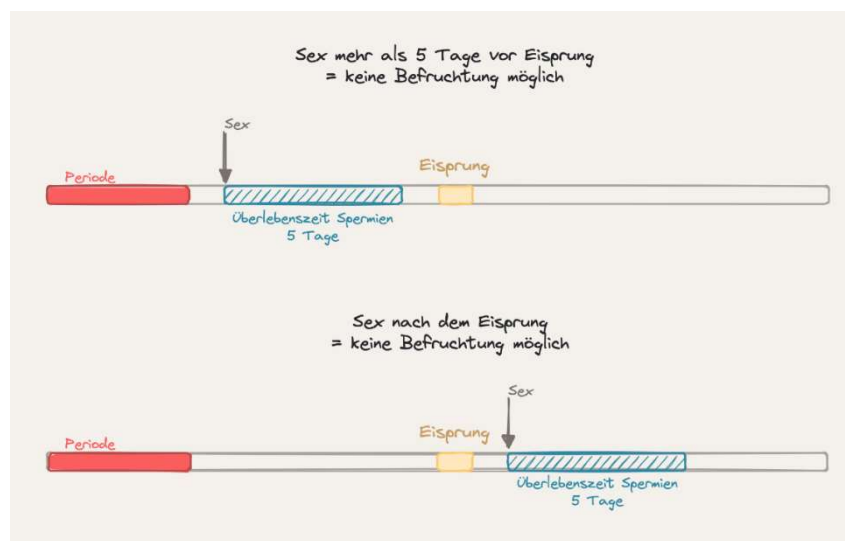 Sex mehr als 5 Tage vor Eisprung
= keine Befruchtung möglich
Sex
Periode
Eisprung
Überlebenszeit Spermien
5 Tage
Sex nach dem Eisprung
= keine Befruchtung möglich
Sex
Periode
Eisprung
Überlebenszeit Spermien
5 Tage